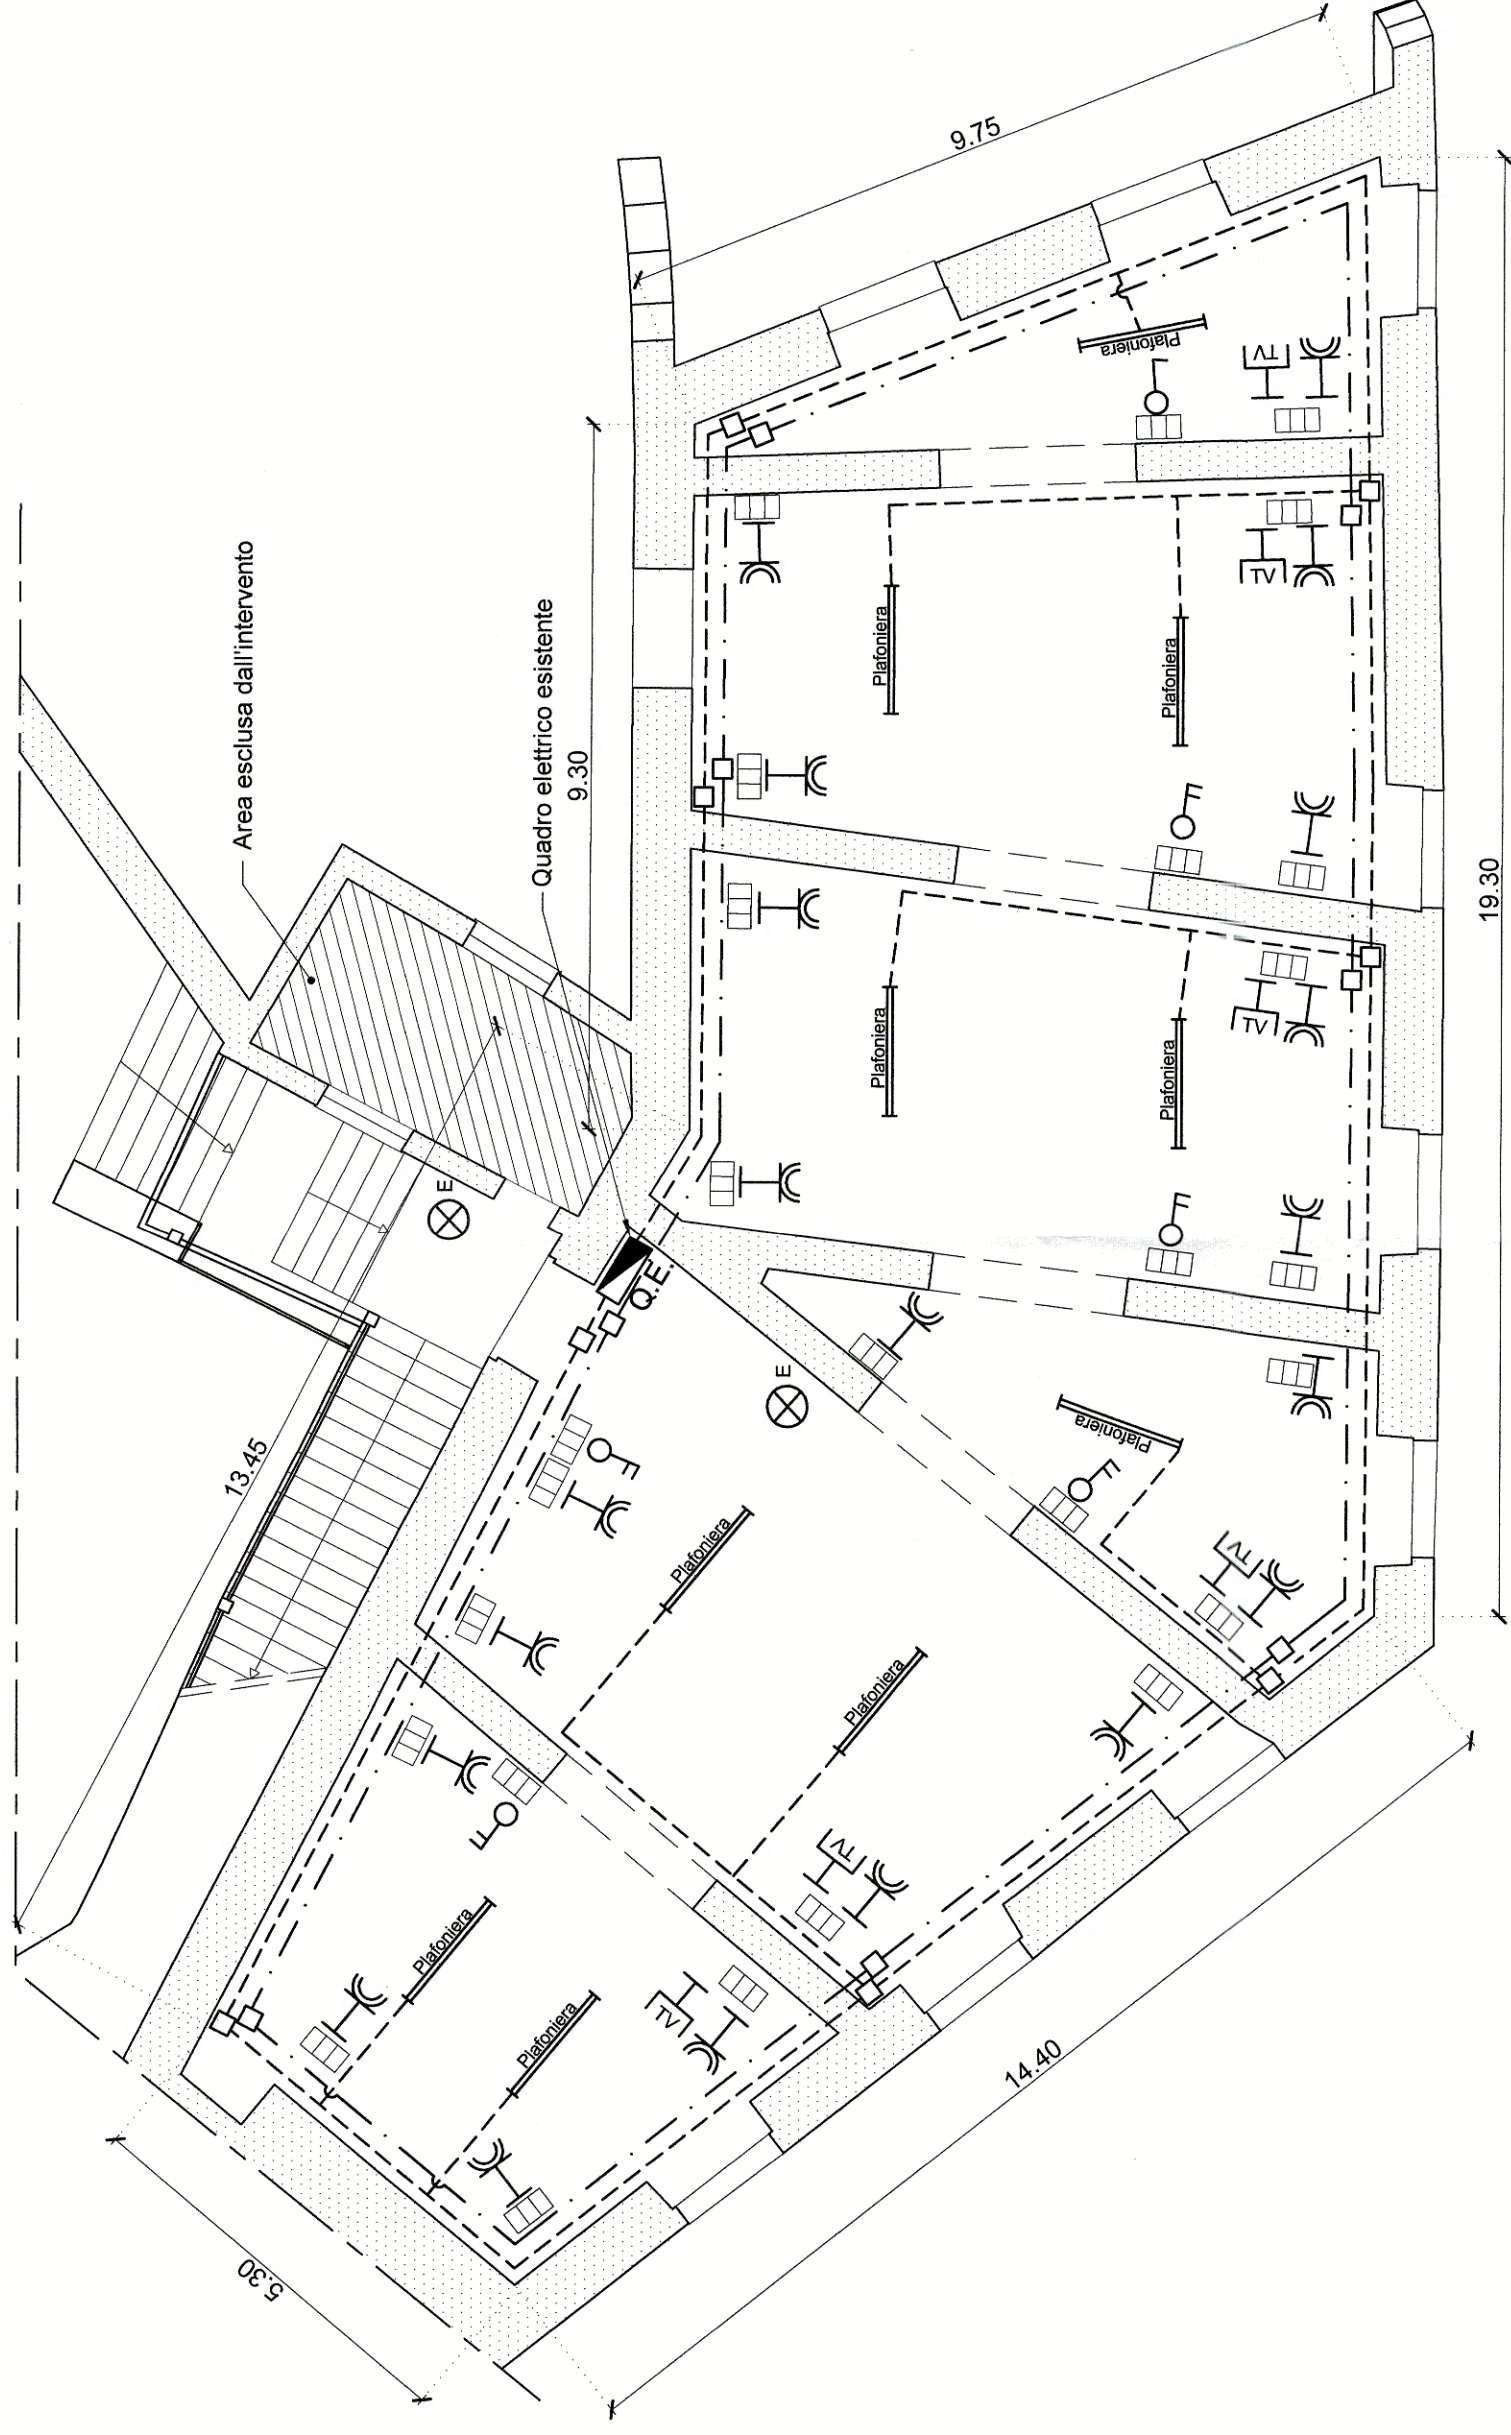 9.75
Area esclusa dall'intervento
Quadro elettrico esistente
9.30
Plafoniera
TV
Plafoniera
Plafoniera
TV
19.30
Plafoniera
Plafoniera
TV
E
Q.E.
E
13.45
Plafoniera
Plafoniera
TV
Plafoniera
TV
Plafoniera
Plafoniera
TV
14.40
5.30